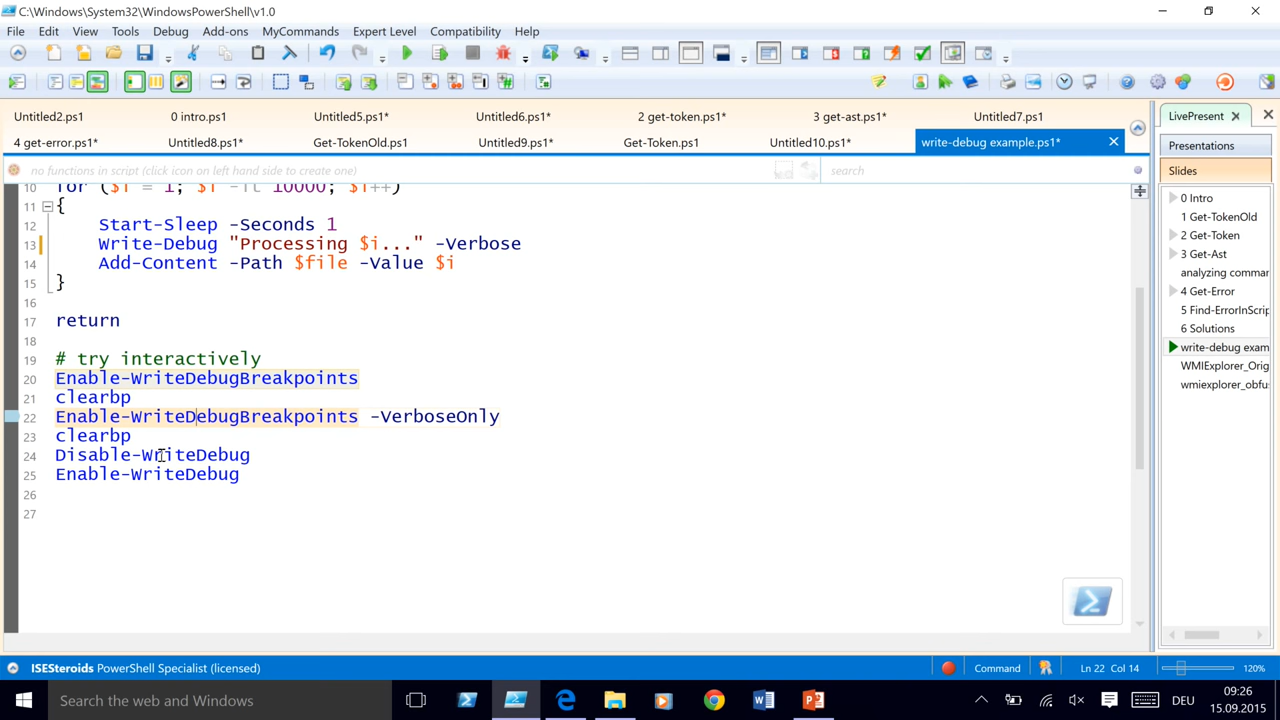 C:\Windows\System32\WindowsPowerShell\v1.0
File Edit View Tools Debug Add-ons MyCommands Expert Level Compatibility Help
Untitled2.ps1 0 intro.ps1 Untitled5.ps1* Untitled6.ps1* 2 get-token.ps1* 3 get-ast.ps1* Untitled7.ps1
4 get-error.ps1* Untitled8.ps1* Get-TokenOld.ps1 Untitled9.ps1* Get-Token.ps1 Untitled10.ps1* write-debug example.ps1*
no functions in script (click icon on left hand side to create one) search
10 for ($i = 1; $i -lt 10000; $i++)
11 {
12 Start-Sleep -Seconds 1
13 Write-Debug "Processing $i..." -Verbose
14 Add-Content -Path $file -Value $i
15 }
16
17 return
18
19 # try interactively
20 Enable-WriteDebugBreakpoints
21 clearbp
22 Enable-WriteDebugBreakpoints -VerboseOnly
23 clearbp
24 Disable-WriteDebug
25 Enable-WriteDebug
26
27
LivePresent
Presentations
Slides
0 Intro
1 Get-TokenOld
2 Get-Token
3 Get-Ast
analyzing comma
4 Get-Error
5 Find-ErrorInScrip
6 Solutions
write-debug exam
WMIExplorer_Orig
wmiexplorer_obfu
ISESteroids PowerShell Specialist (licensed) Command Ln 22 Col 14 120%
Search the web and Windows DEU 09:26
15.09.2015